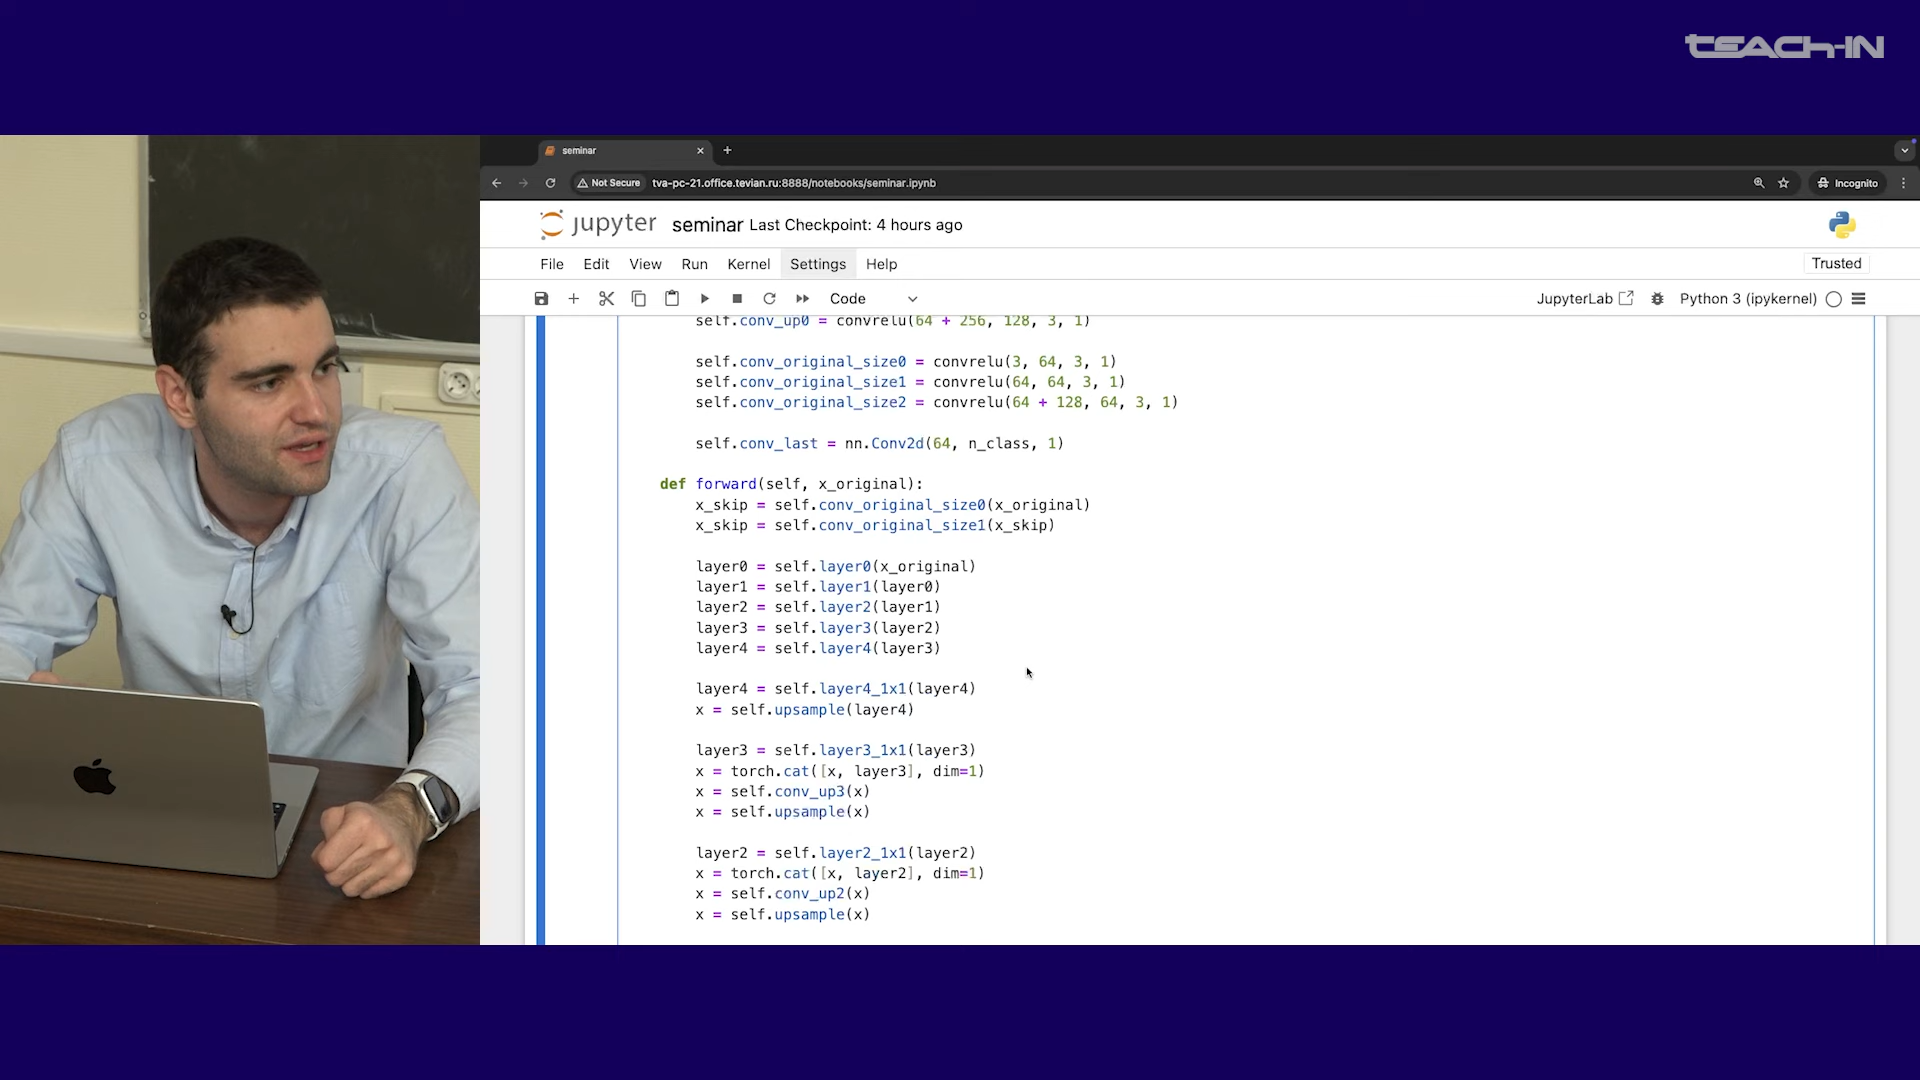 TEACH-IN
seminar
Not Secure
tva-pc-21.office.tevian.ru:8888/notebooks/seminar.ipynb
Incognito
jupyter
seminar Last Checkpoint: 4 hours ago
File Edit View Run Kernel Settings Help
Trusted
Code
JupyterLab
Python 3 (ipykernel)
self.conv_up0 = convrelu(64 + 256, 128, 3, 1)
self.conv_original_size0 = convrelu(3, 64, 3, 1)
self.conv_original_size1 = convrelu(64, 64, 3, 1)
self.conv_original_size2 = convrelu(64 + 128, 64, 3, 1)
self.conv_last = nn.Conv2d(64, n_class, 1)
def forward(self, x_original):
x_skip = self.conv_original_size0(x_original)
x_skip = self.conv_original_size1(x_skip)
layer0 = self.layer0(x_original)
layer1 = self.layer1(layer0)
layer2 = self.layer2(layer1)
layer3 = self.layer3(layer2)
layer4 = self.layer4(layer3)
layer4 = self.layer4_1x1(layer4)
x = self.upsample(layer4)
layer3 = self.layer3_1x1(layer3)
x = torch.cat([x, layer3], dim=1)
x = self.conv_up3(x)
x = self.upsample(x)
layer2 = self.layer2_1x1(layer2)
x = torch.cat([x, layer2], dim=1)
x = self.conv_up2(x)
x = self.upsample(x)